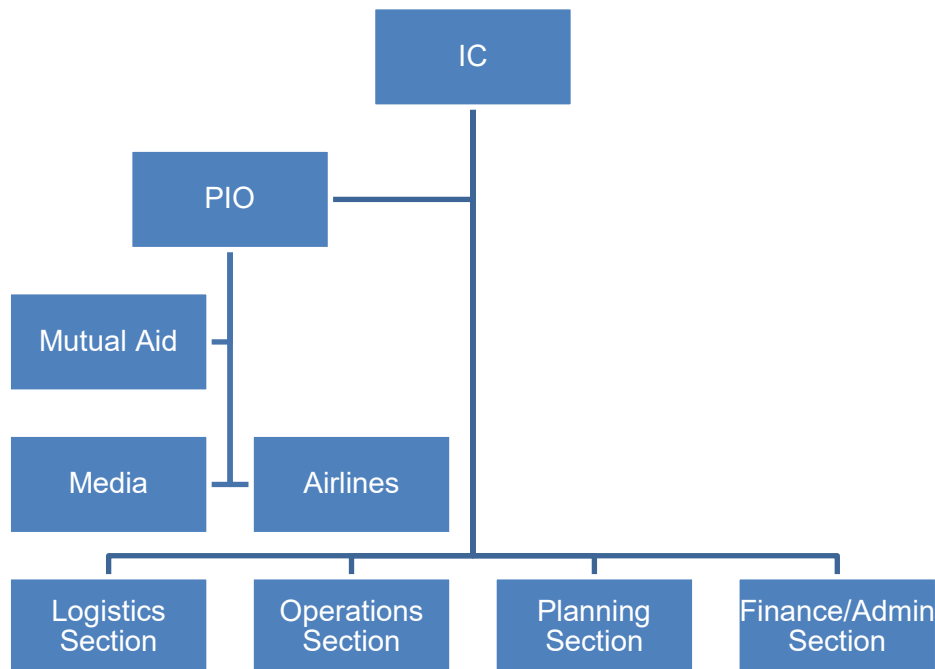 IC
PIO
Mutual Aid
Media
Airlines
Logistics
Section
Operations
Section
Planning
Section
Finance/Admin
Section